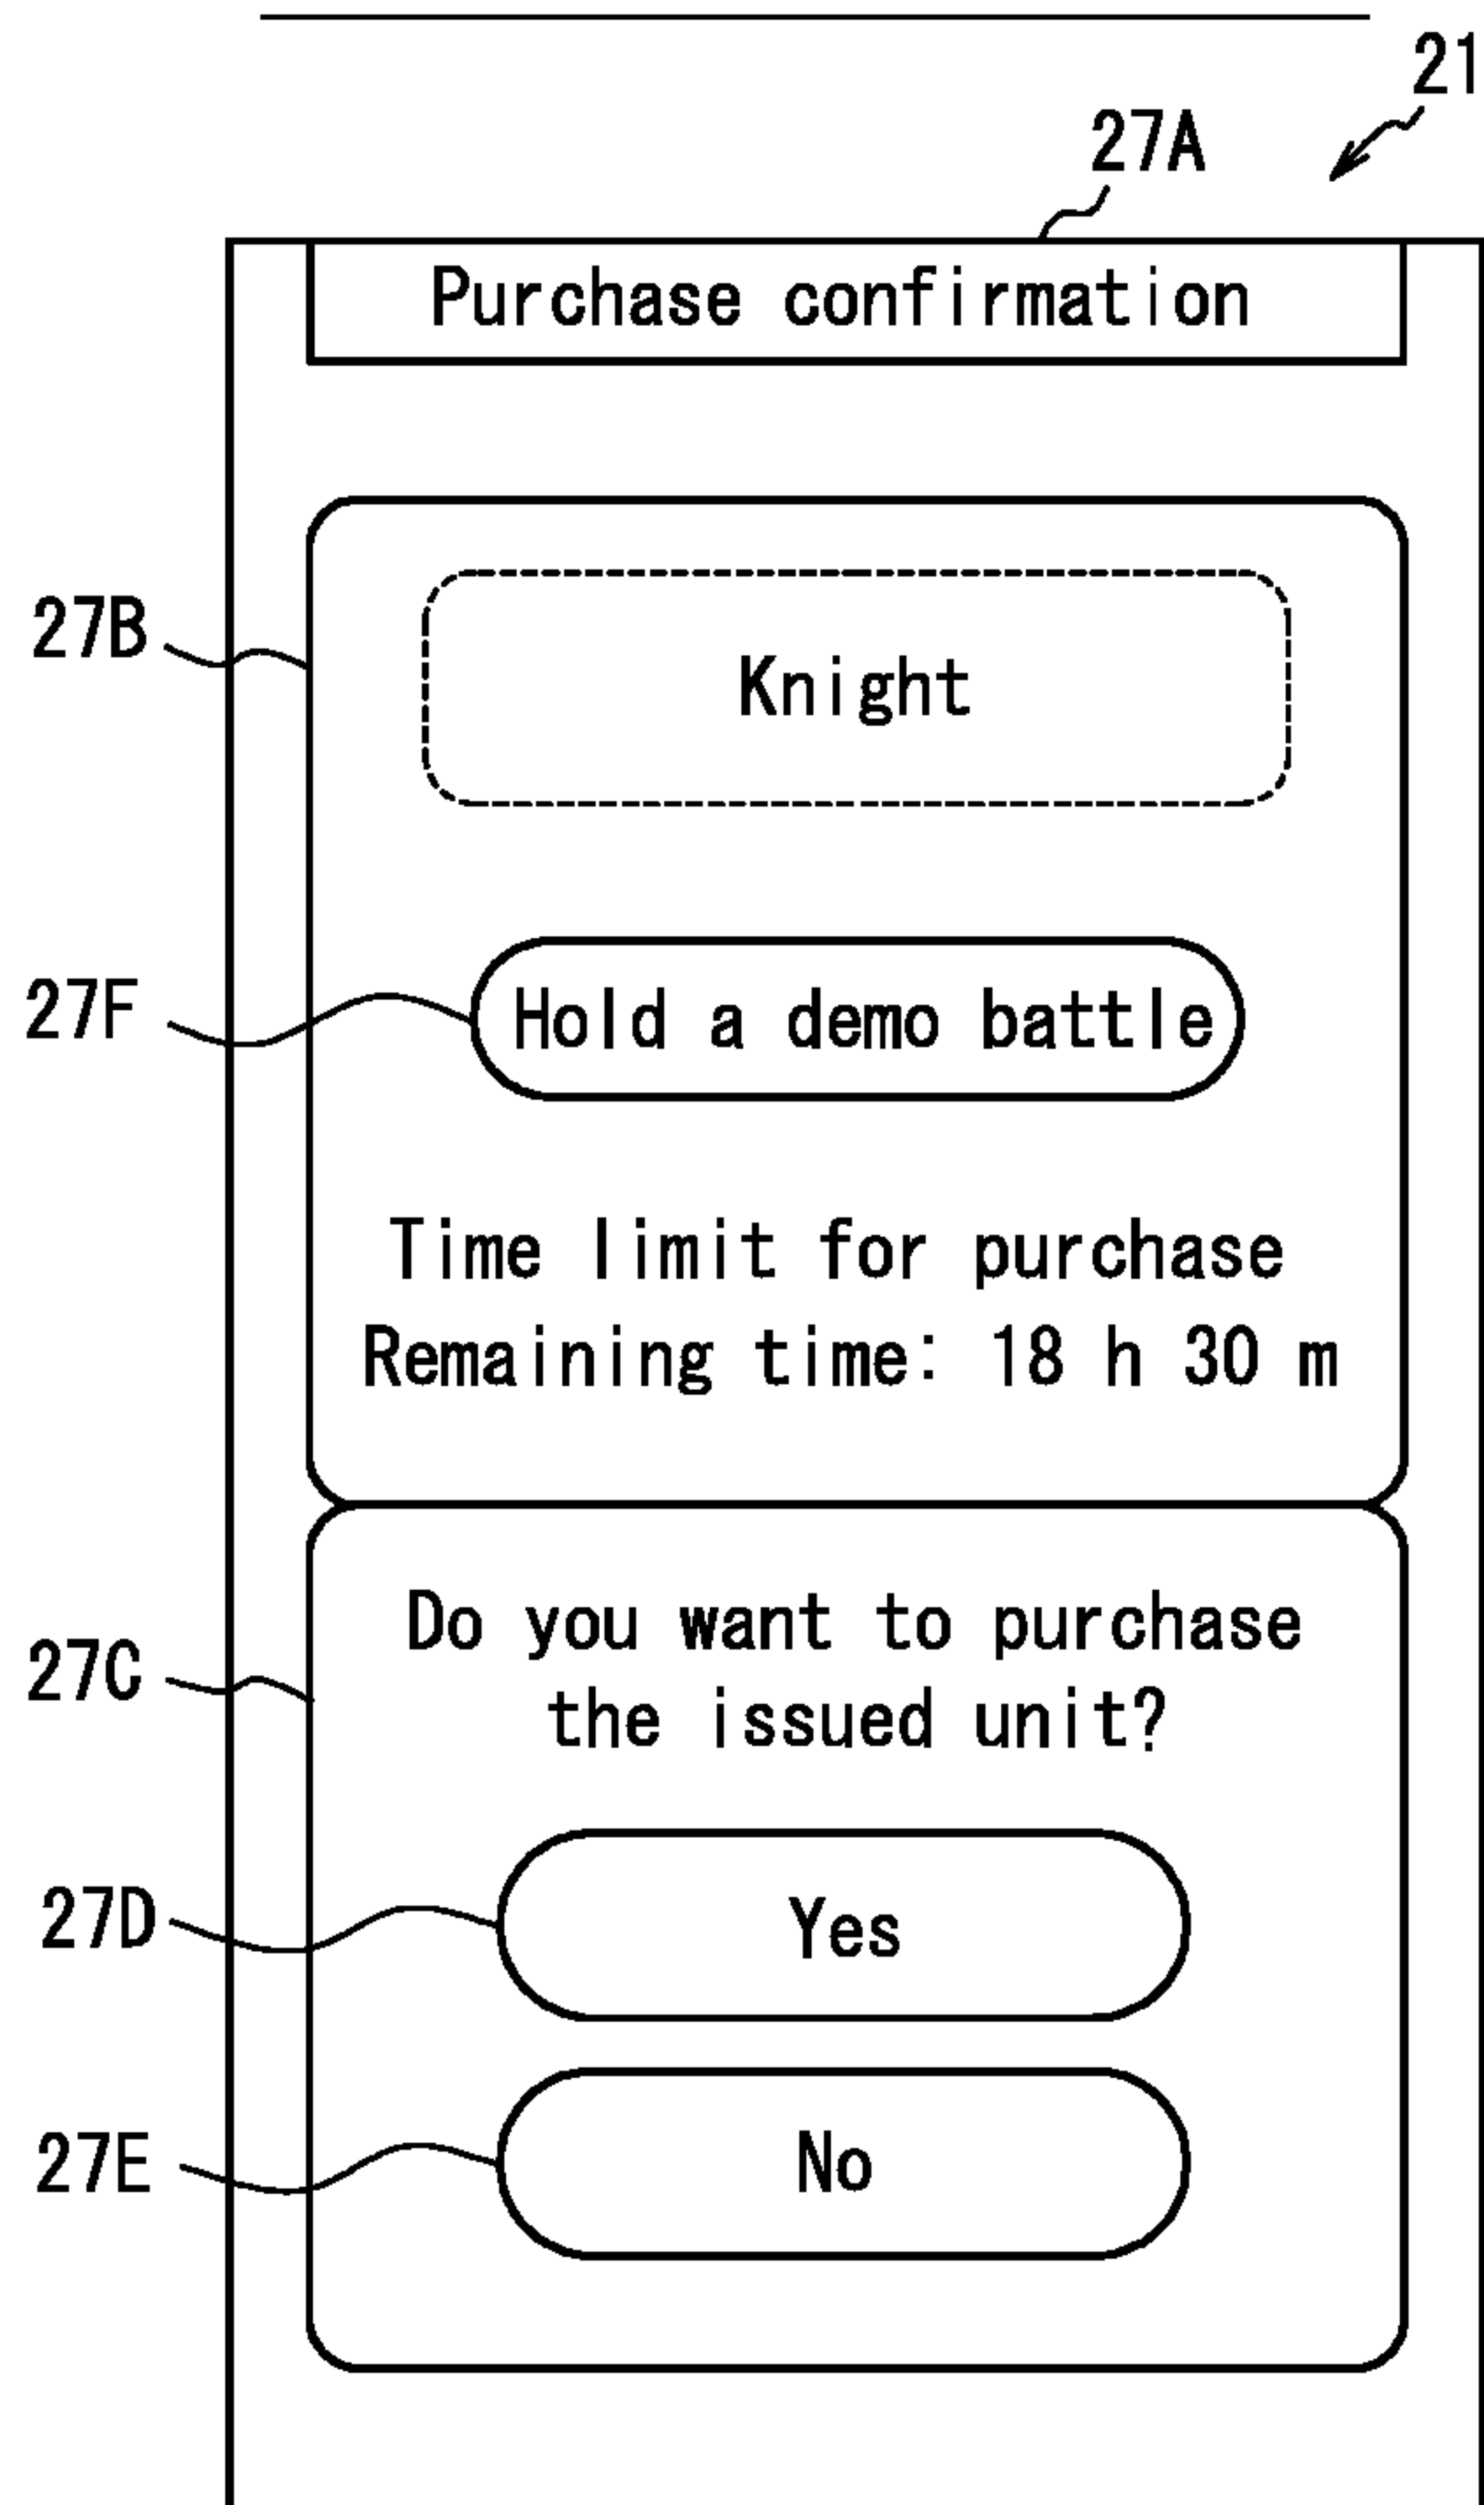 21
27A
Purchase confirmation
27B
Knight
27F
Hold a demo battle
Time limit for purchase
Remaining time: 18 h 30 m
27C
Do you want to purchase
the issued unit?
27D
Yes
27E
No